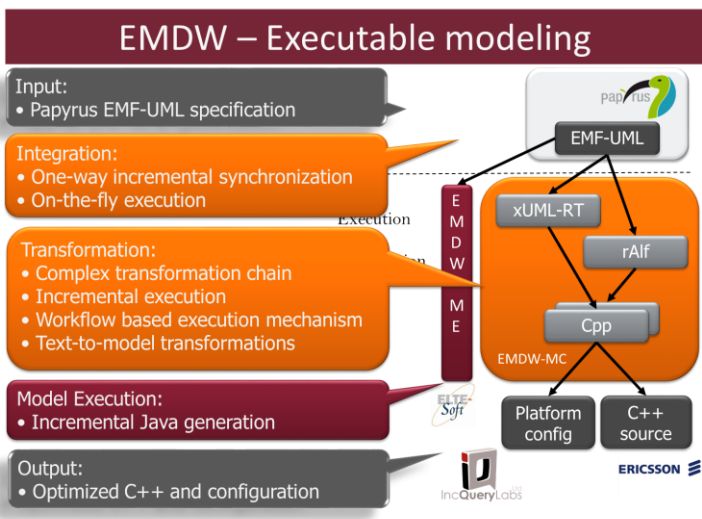 EMDW – Executable modeling
Input:
• Papyrus EMF-UML specification
Integration:
• One-way incremental synchronization
• On-the-fly execution
Transformation:
• Complex transformation chain
• Incremental execution
• Workflow based execution mechanism
• Text-to-model transformations
Model Execution:
• Incremental Java generation
Output:
• Optimized C++ and configuration
papyrus
EMF-UML
Execution
EMDW ME
xUML-RT
rAlf
Cpp
EMDW-MC
Platform
config
C++
source
ELTE-
Soft
IncQueryLabs
Ltd
ERICSSON